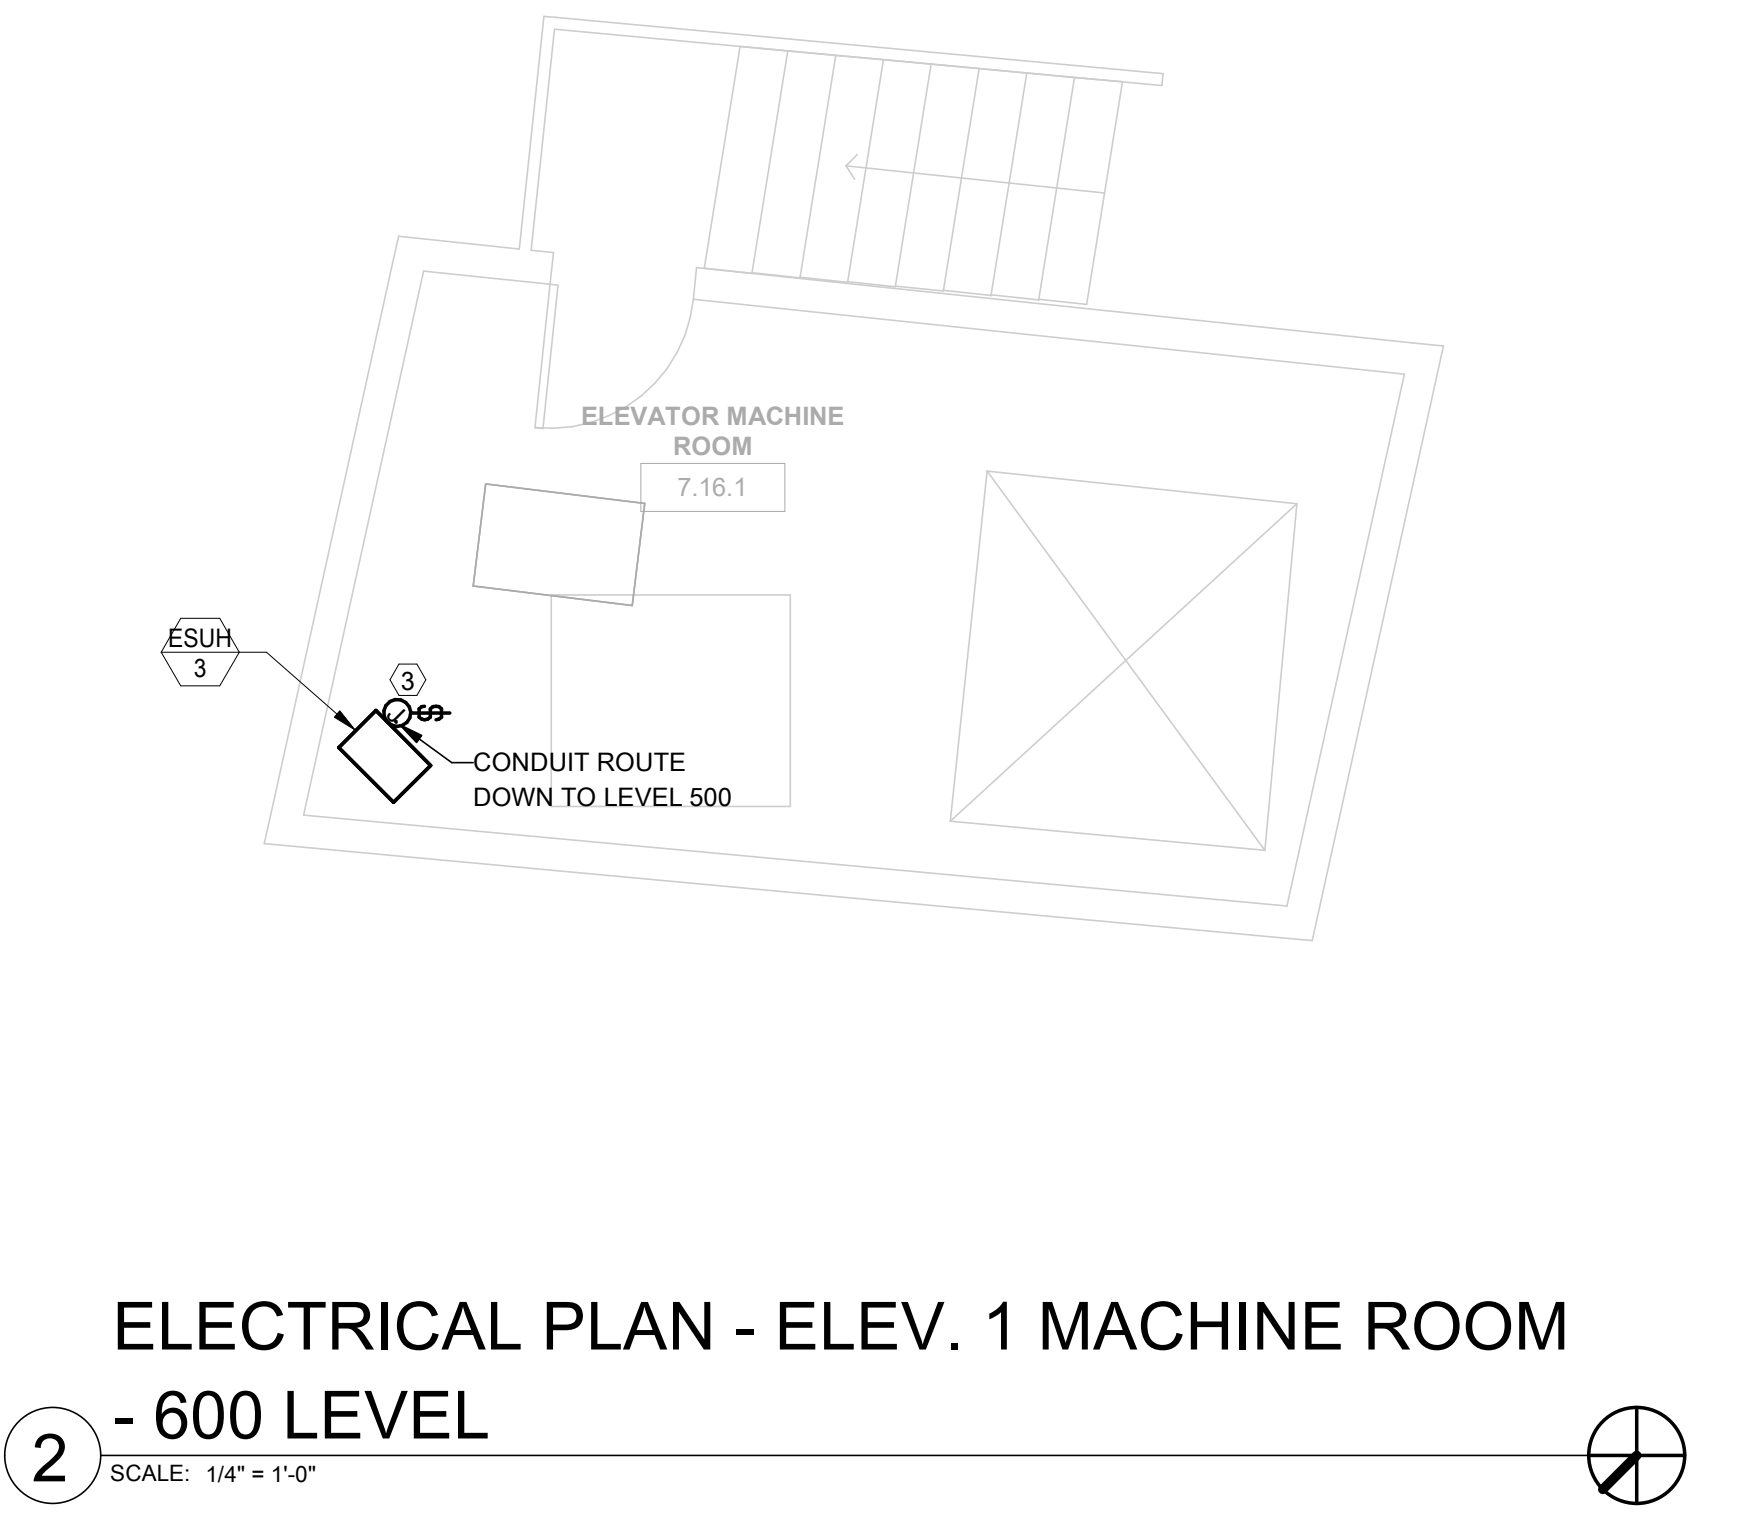 ELEVATOR MACHINE
ROOM
7.16.1
ESUH
3
3
J
$
CONDUIT ROUTE
DOWN TO LEVEL 500
ELECTRICAL PLAN - ELEV. 1 MACHINE ROOM
- 600 LEVEL
2
SCALE: 1/4" = 1'-0"